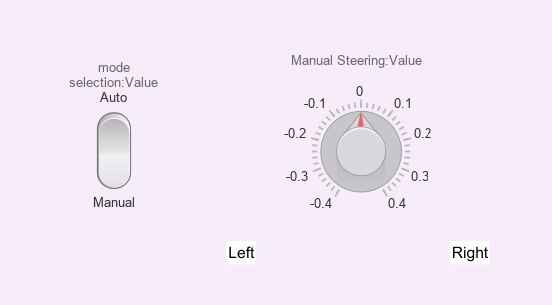 mode
selection:Value
Auto
Manual
Manual Steering:Value
0
-0.1
0.1
-0.2
0.2
-0.3
0.3
-0.4
0.4
Left
Right